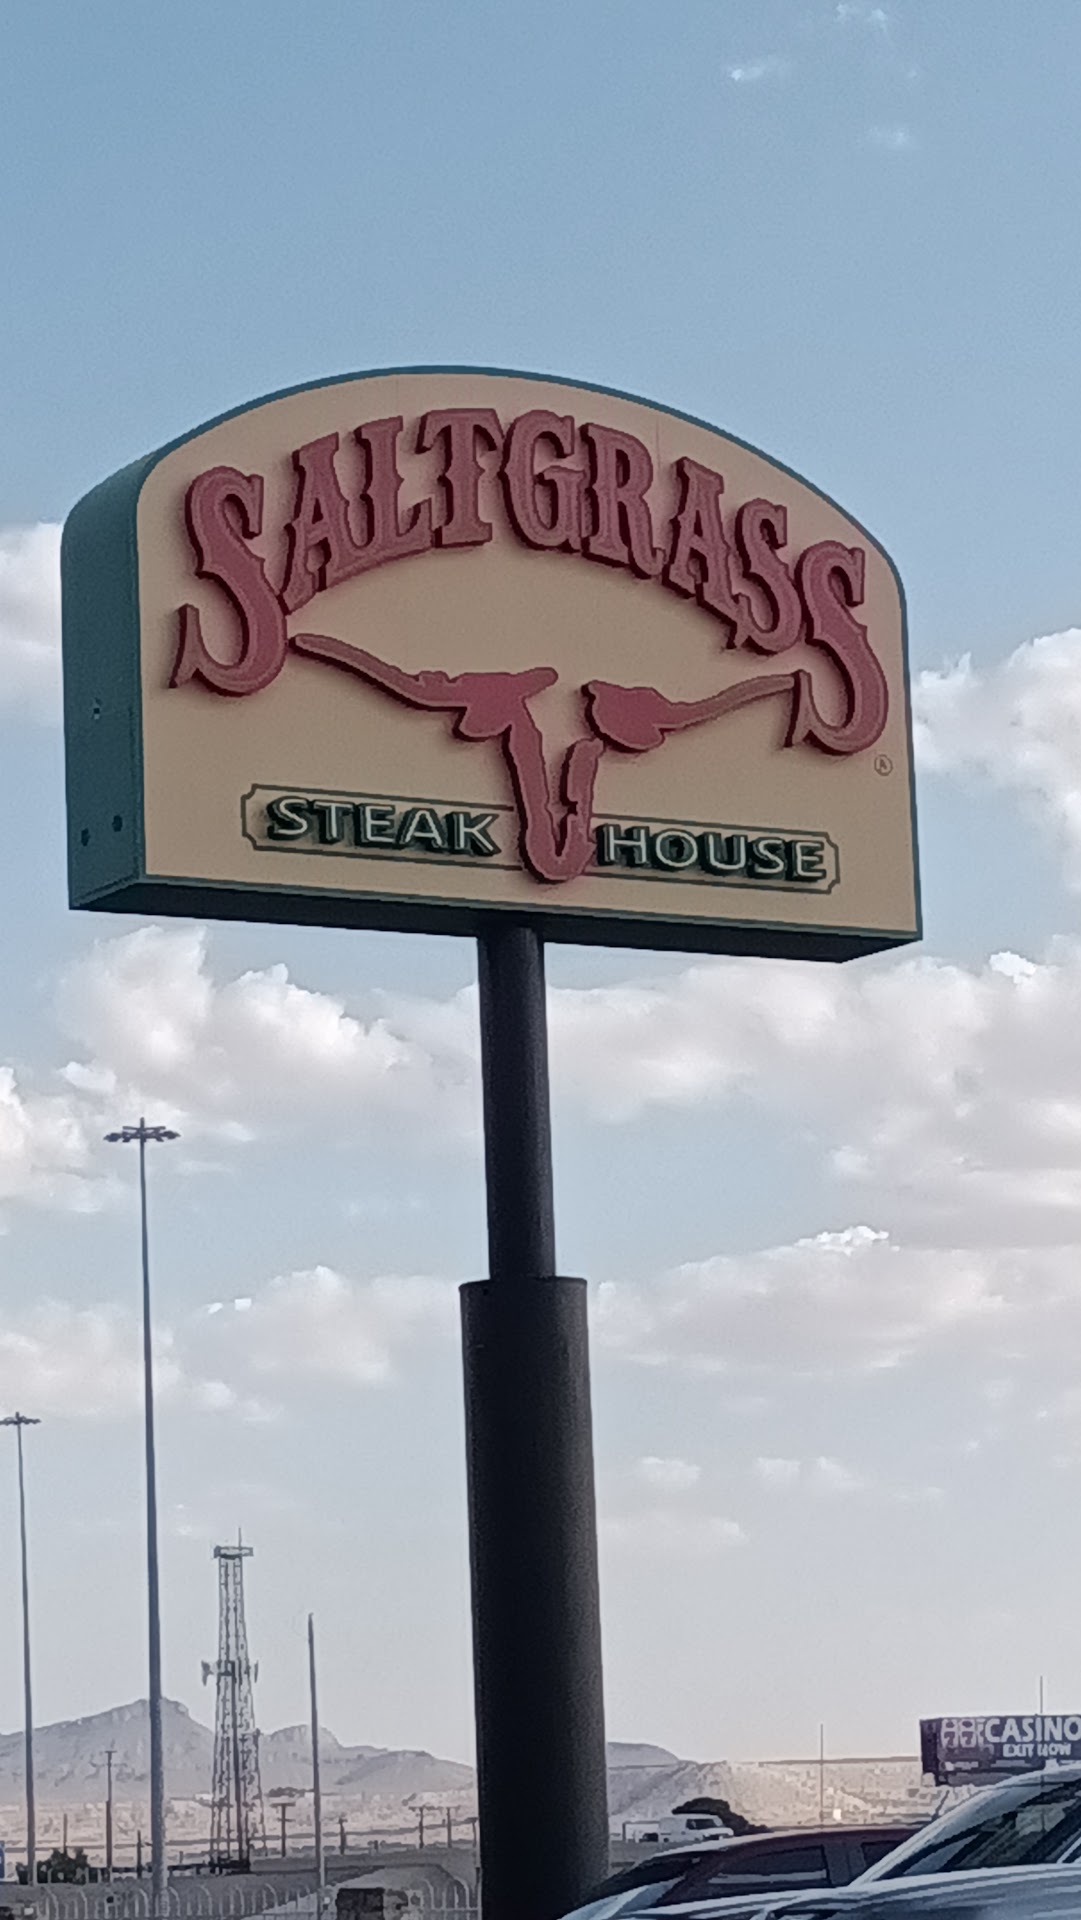 SALTGRASS
STEAK HOUSE
®
CASINO
EXIT NOW